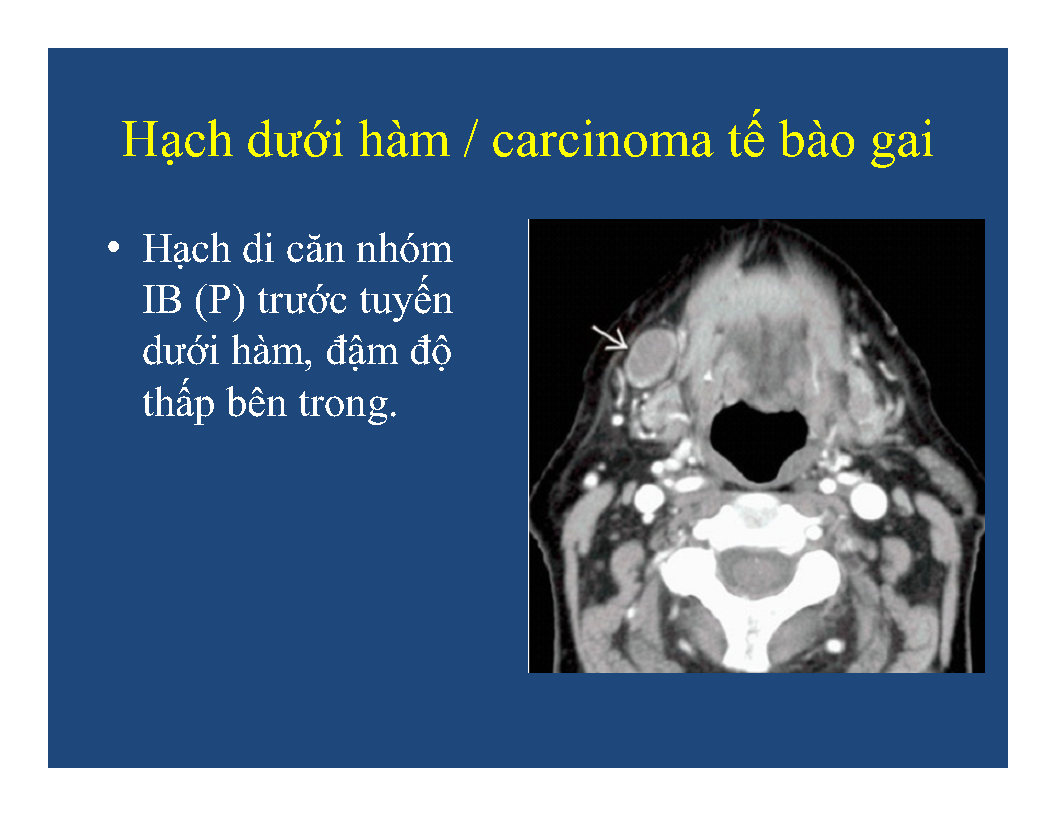 Hạch dưới hàm / carcinoma tế bào gai
• Hạch di căn nhóm
IB (P) trước tuyến
dưới hàm, đậm độ
thấp bên trong.